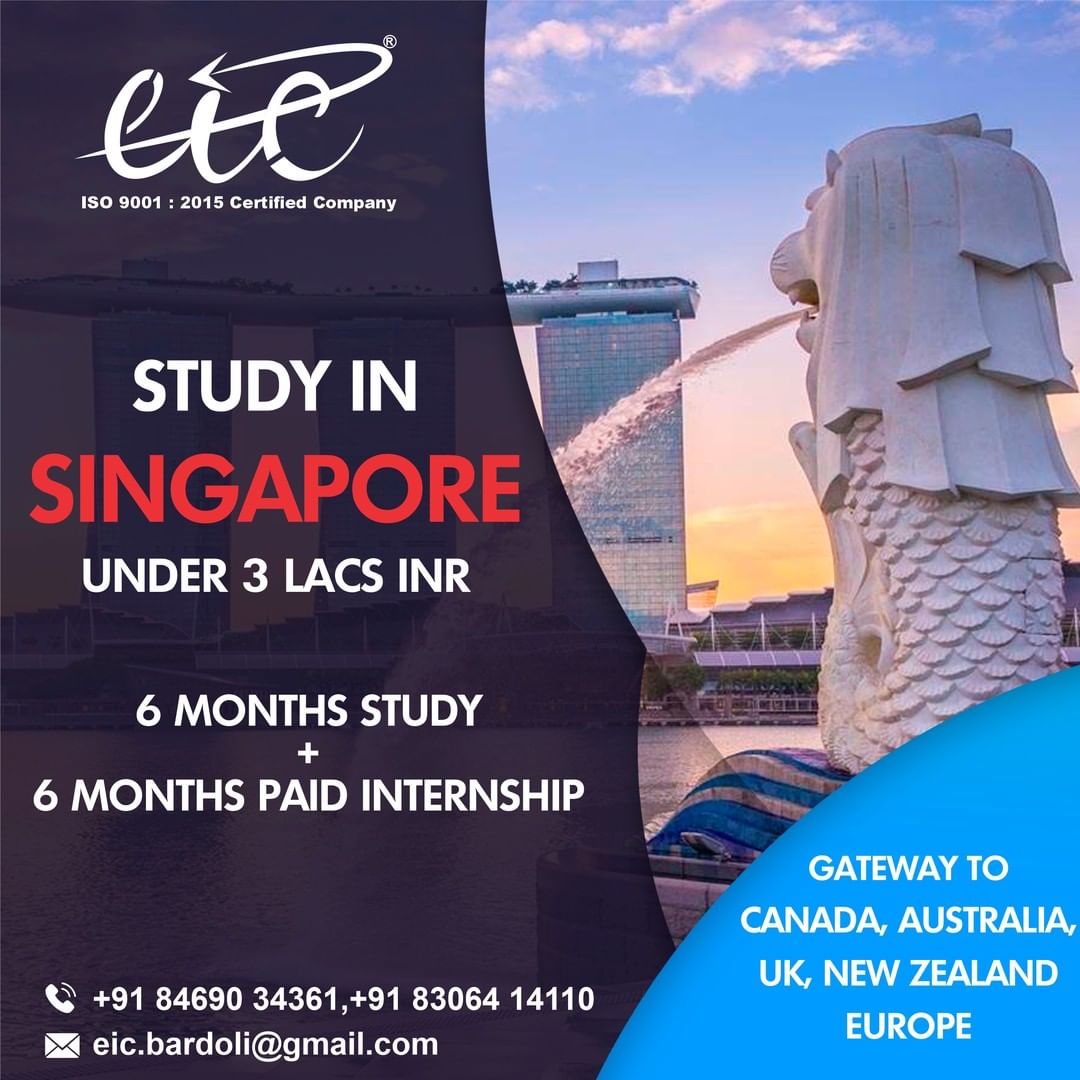 eic®
ISO 9001 : 2015 Certified Company
STUDY IN
SINGAPORE
UNDER 3 LACS INR
6 MONTHS STUDY
+
6 MONTHS PAID INTERNSHIP
GATEWAY TO
CANADA, AUSTRALIA,
UK, NEW ZEALAND
EUROPE
+91 84690 34361,+91 83064 14110
eic.bardoli@gmail.com